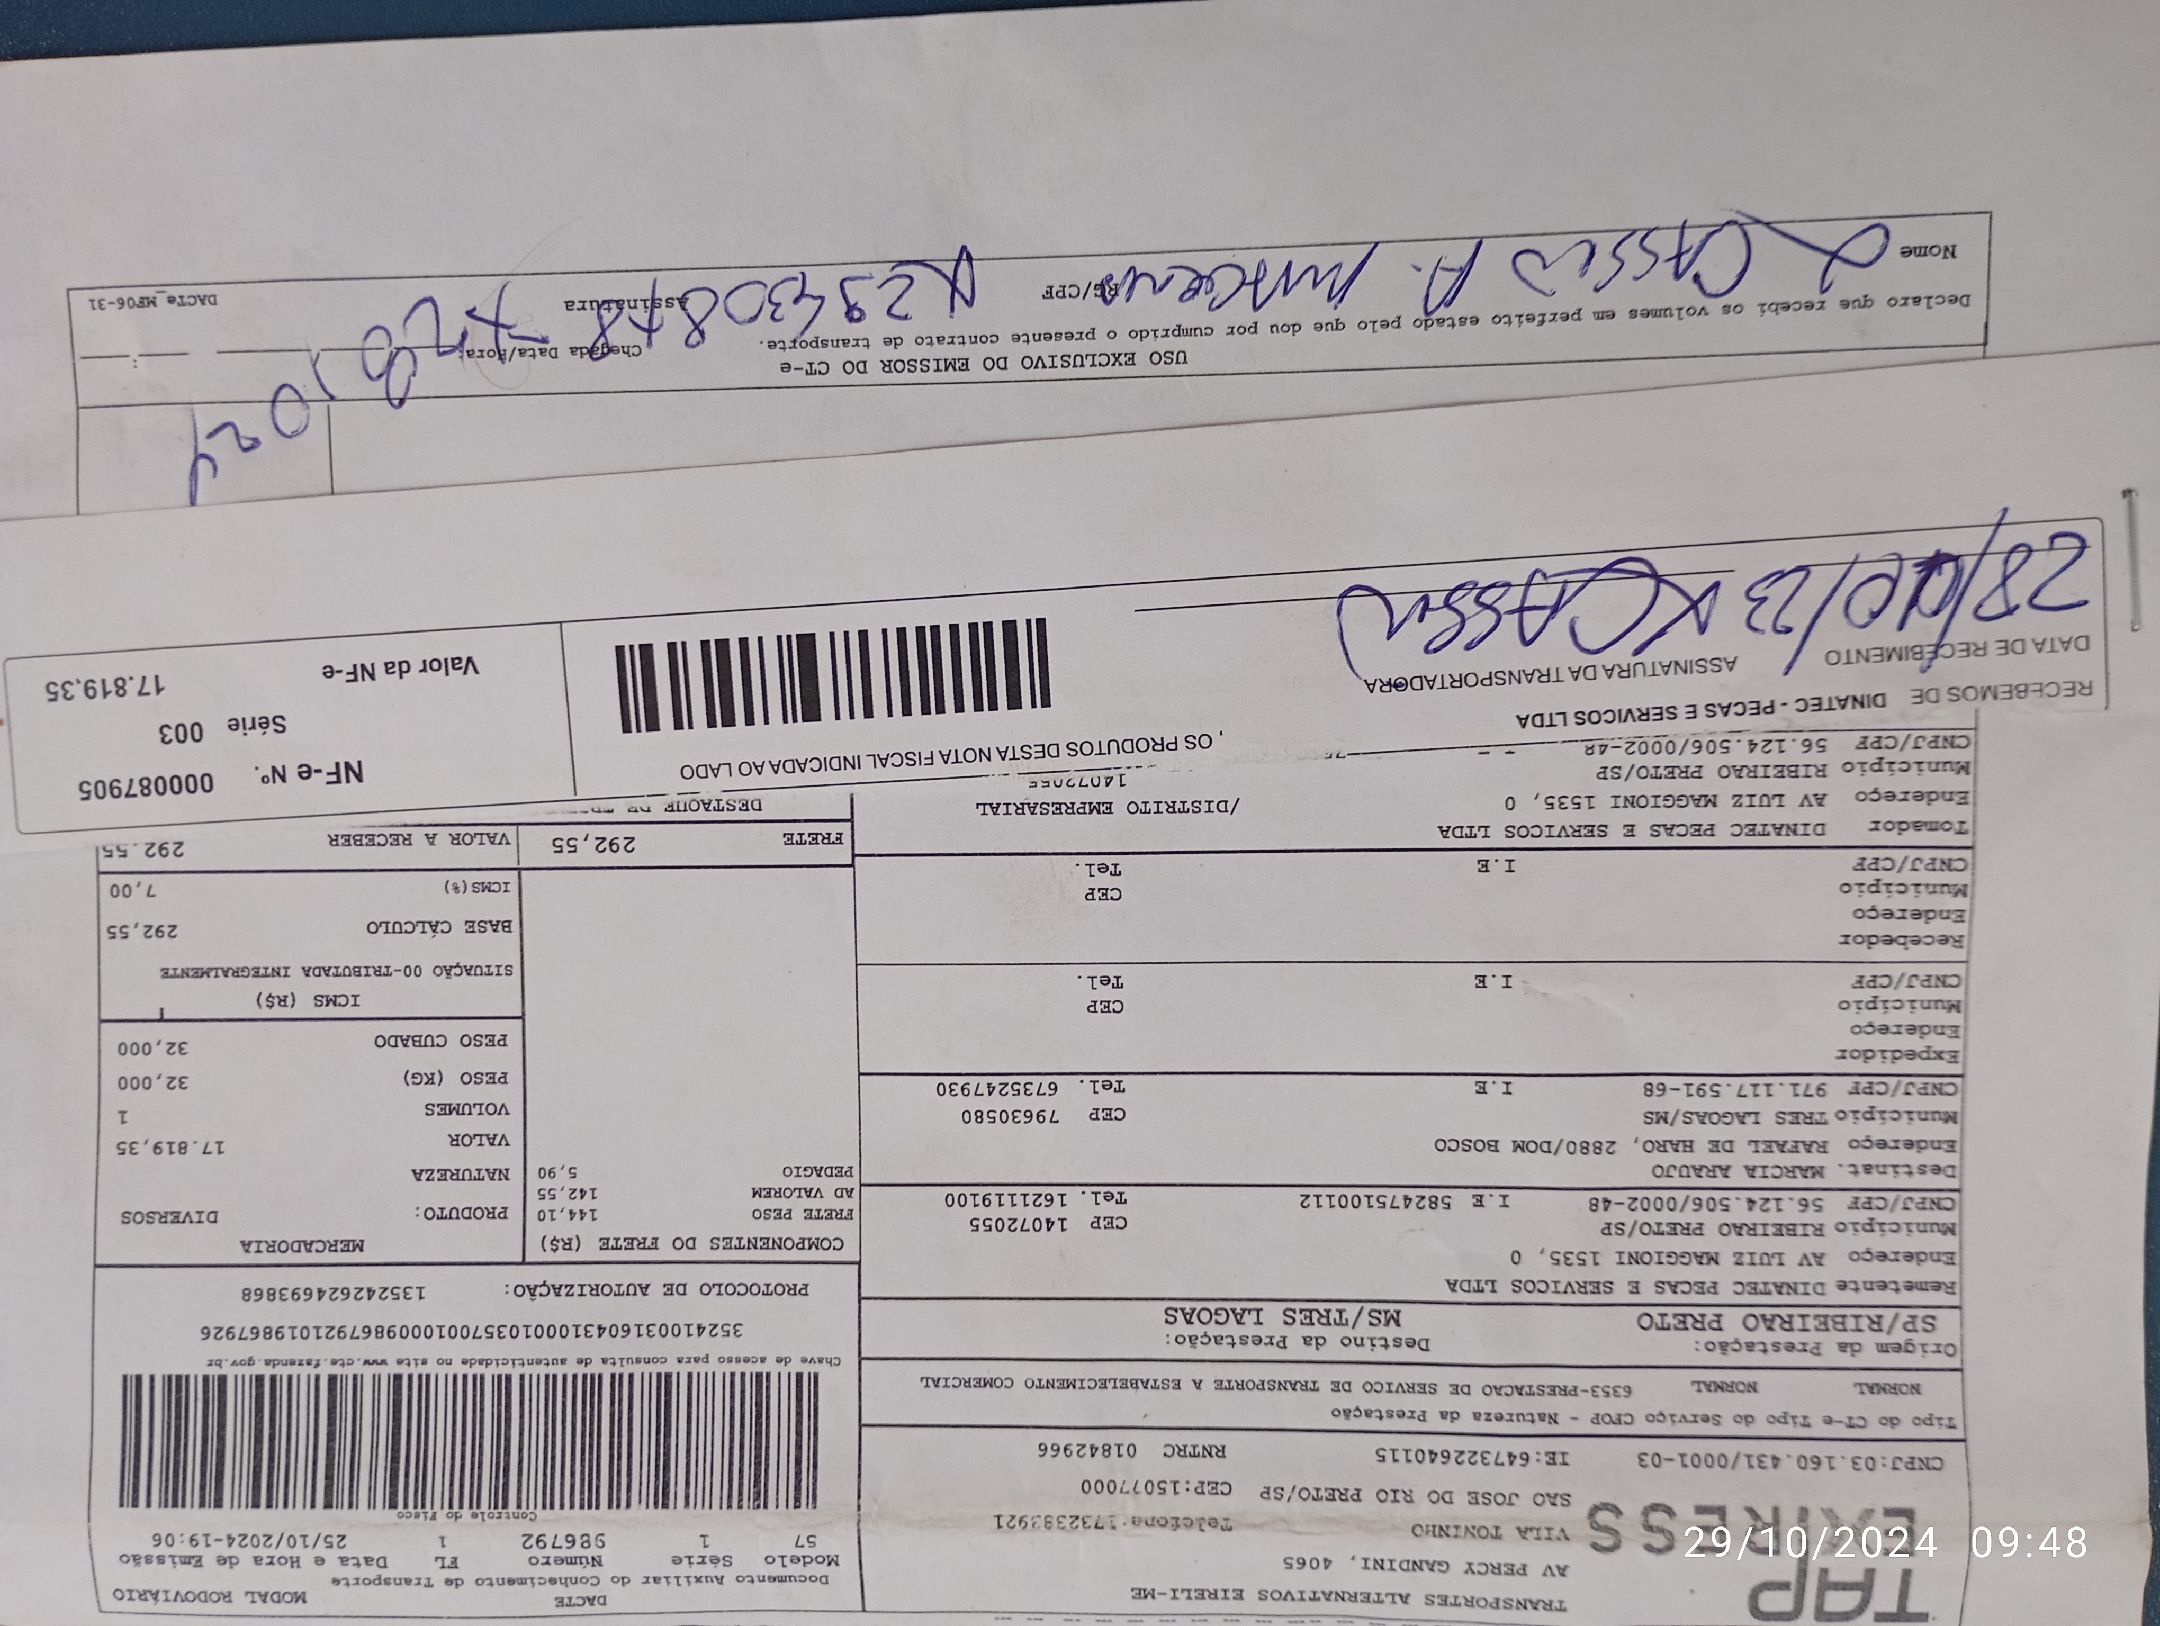 TAP
EXPRESS
TRANSPORTES ALTERNATIVOS EIRELI-ME
AV PERCY GANDINI, 4065
VILA TONINHO Telefone:1732383921
SAO JOSE DO RIO PRETO/SP CEP:15077000
CNPJ:03.160.431/0001-03 IE:647322640115 RNTRC 01842966
DACTE MODAL RODOVIÁRIO
Documento Auxiliar do Conhecimento de Transporte
Modelo Série Número FL Data e Hora de Emissão
57 1 986792 1 25/10/2024-19:06
Controle do Fisco
Chave de acesso para consulta de autenticidade no site www.cte.fazenda.gov.br
35241003160431000103570010009867921019867926
PROTOCOLO DE AUTORIZAÇÃO: 135242624693868
Tipo do CT-e Tipo do Serviço CFOP - Natureza da Prestação
NORMAL NORMAL 6353-PRESTACAO DE SERVICO DE TRANSPORTE A ESTABELECIMENTO COMERCIAL
Origem da Prestação: Destino da Prestação:
SP/RIBEIRAO PRETO MS/TRES LAGOAS
Remetente DINATEC PECAS E SERVICOS LTDA
Endereço AV LUIZ MAGGIONI 1535, 0
Município RIBEIRAO PRETO/SP CEP 14072055
CNPJ/CPF 56.124.506/0002-48 I.E 582475100112 Tel. 1621119100
Destinat. MARCIA ARAUJO
Endereço RAFAEL DE HARO, 2880/DOM BOSCO
Município TRES LAGOAS/MS CEP 79630580
CNPJ/CPF 971.117.591-68 I.E Tel. 6735247930
Expedidor
Endereço
Município CEP
CNPJ/CPF I.E Tel.
Recebedor
Endereço
Município CEP
CNPJ/CPF I.E Tel.
Tomador DINATEC PECAS E SERVICOS LTDA
Endereço AV LUIZ MAGGIONI 1535, 0 /DISTRITO EMPRESARIAL
Município RIBEIRAO PRETO/SP 14072055
CNPJ/CPF 56.124.506/0002-48
COMPONENTES DO FRETE (R$)
FRETE PESO 144,10
AD VALOREM 142,55
PEDAGIO 5,90
MERCADORIA
PRODUTO: DIVERSOS
NATUREZA
VALOR 17.819,35
VOLUMES 1
PESO (KG) 32,000
PESO CUBADO 32,000
ICMS (R$)
SITUAÇÃO 00-TRIBUTADA INTEGRALMENTE
BASE CÁLCULO 292,55
ICMS(%) 7,00
FRETE 292,55 VALOR A RECEBER 292.55
DESTAQUE DE
RECEBEMOS DE DINATEC - PECAS E SERVICOS LTDA , OS PRODUTOS DESTA NOTA FISCAL INDICADA AO LADO
DATA DE RECEBIMENTO ASSINATURA DA TRANSPORTADORA
28/10/23 X CASSIO
NF-e Nº. 000087905
Série 003
Valor da NF-e 17.819,35
USO EXCLUSIVO DO EMISSOR DO CT-e
Declaro que recebi os volumes em perfeito estado pelo que dou por cumprido o presente contrato de transporte.
Chegada Data/Hora: :
28 10 24
Nome CASSIO A. RG/CPF Assinatura
DACTe_MF06-31
29/10/2024 09:48